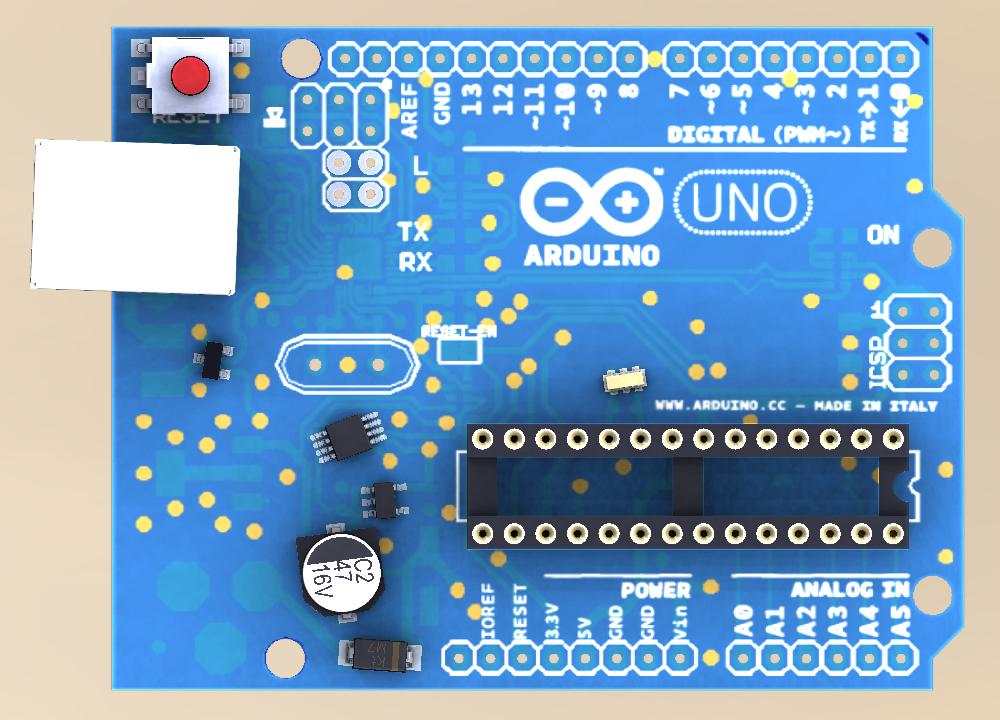 RESET
AREF
GND
13
12
~11
~10
~9
8
7
~6
~5
4
~3
2
TX→1
RX←0
DIGITAL (PWM~)
L
TX
RX
UNO
ARDUINO
ON
RESET-EN
1
ICSP
WWW.ARDUINO.CC - MADE IN ITALY
C2
47
16V
M7
POWER
ANALOG IN
IOREF
RESET
3.3V
5V
GND
GND
Vin
A0
A1
A2
A3
A4
A5